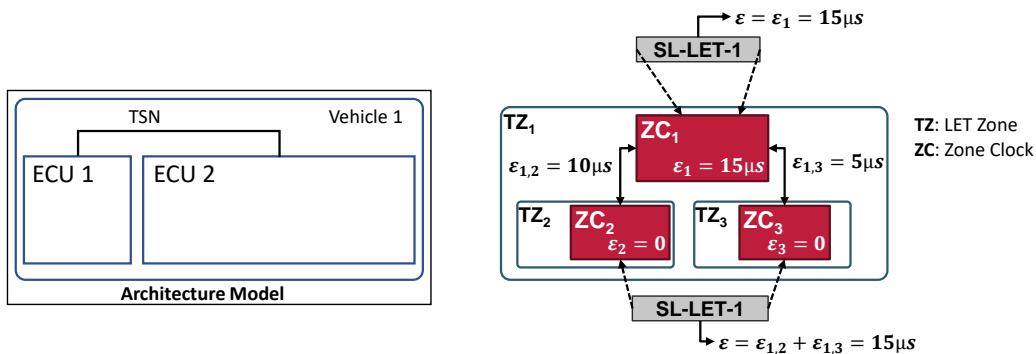 TSN
Vehicle 1
ECU 1
ECU 2
Architecture Model
ε = ε₁ = 15μs
SL-LET-1
TZ₁
ZC₁
ε₁ = 15μs
ε₁,₂ = 10μs
ε₁,₃ = 5μs
TZ₂
ZC₂
ε₂ = 0
TZ₃
ZC₃
ε₃ = 0
SL-LET-1
ε = ε₁,₂ + ε₁,₃ = 15μs
TZ: LET Zone
ZC: Zone Clock